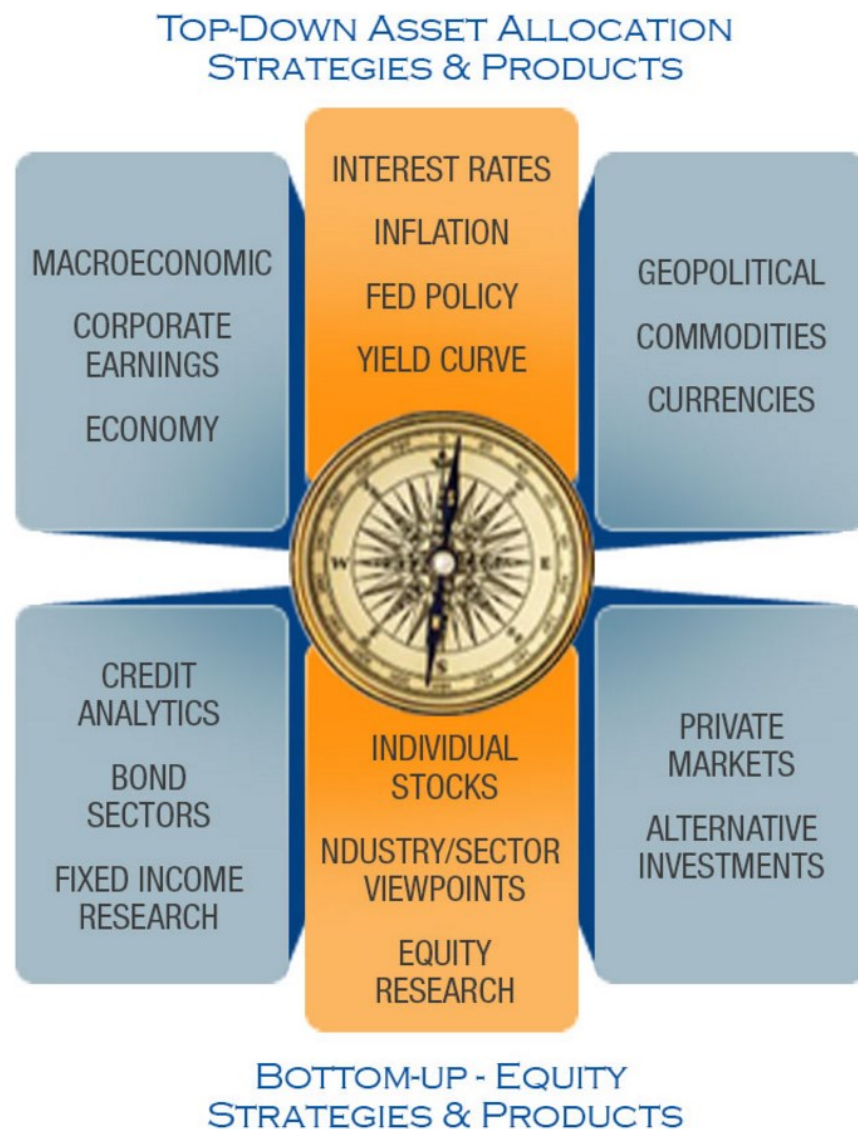 TOP-DOWN ASSET ALLOCATION
STRATEGIES & PRODUCTS
MACROECONOMIC
CORPORATE
EARNINGS
ECONOMY
INTEREST RATES
INFLATION
FED POLICY
YIELD CURVE
GEOPOLITICAL
COMMODITIES
CURRENCIES
W
E
S
CREDIT
ANALYTICS
BOND
SECTORS
FIXED INCOME
RESEARCH
INDIVIDUAL
STOCKS
NDUSTRY/SECTOR
VIEWPOINTS
EQUITY
RESEARCH
PRIVATE
MARKETS
ALTERNATIVE
INVESTMENTS
BOTTOM-UP - EQUITY
STRATEGIES & PRODUCTS